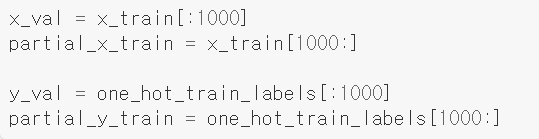 x_val = x_train[:1000]
partial_x_train = x_train[1000:]
y_val = one_hot_train_labels[:1000]
partial_y_train = one_hot_train_labels[1000:]